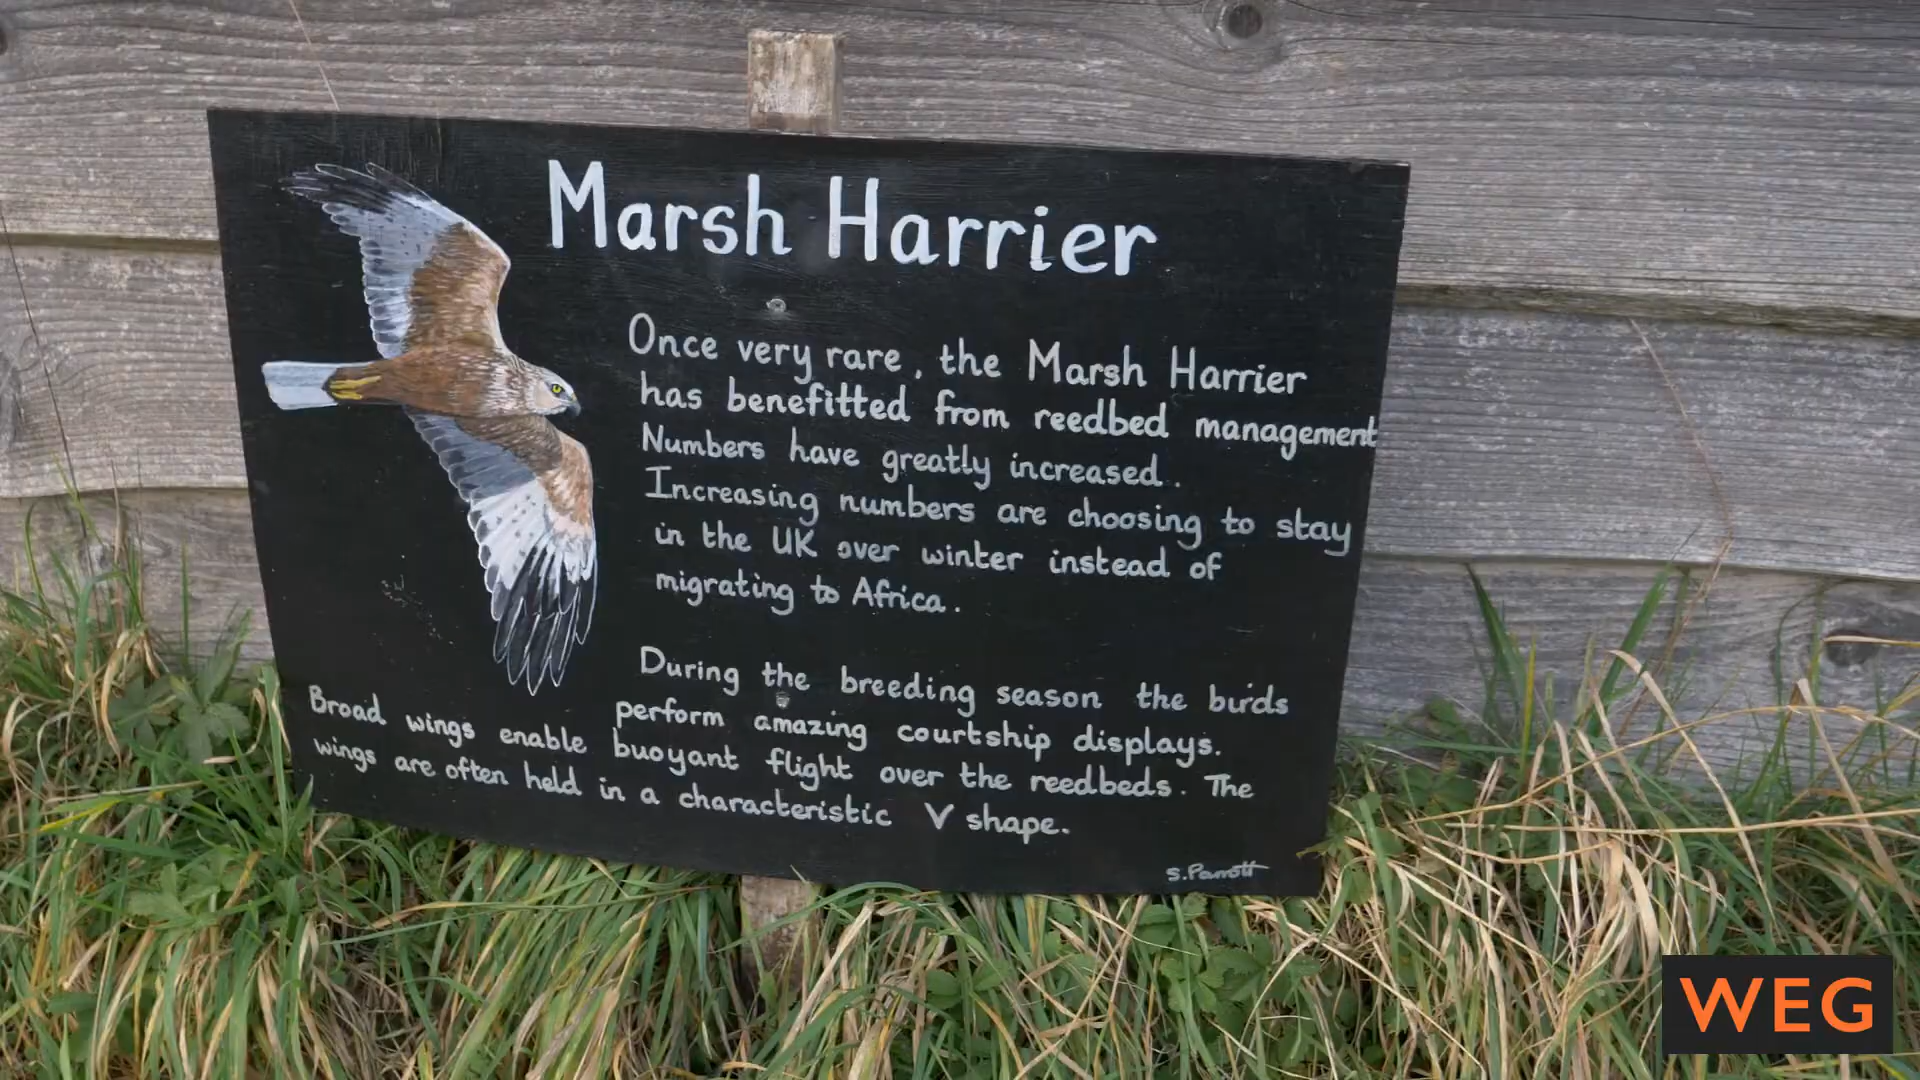 Marsh Harrier
Once very rare, the Marsh Harrier
has benefitted from reedbed management
Numbers have greatly increased.
Increasing numbers are choosing to stay
in the UK over winter instead of
migrating to Africa.
During the breeding season the birds
perform amazing courtship displays.
Broad wings enable buoyant flight over the reedbeds. The
wings are often held in a characteristic V shape.
S. Parrott
WEG